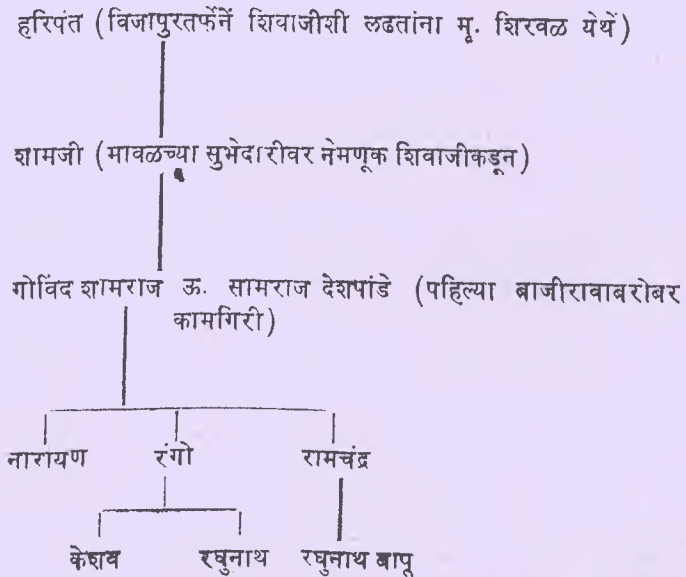 हरिपंत (विजापुरतर्फेनें शिवाजीशी लढतांना मृ. शिरवळ येथें)
शामजी (मावळच्या सुभेदारीवर नेमणूक शिवाजीकडून)
गोविंद शामराज ऊ. सामराज देशपांडे (पहिल्या बाजीरावाबरोबर
कामगिरी)
नारायण रंगो रामचंद्र
केशव रघुनाथ रघुनाथ बापू